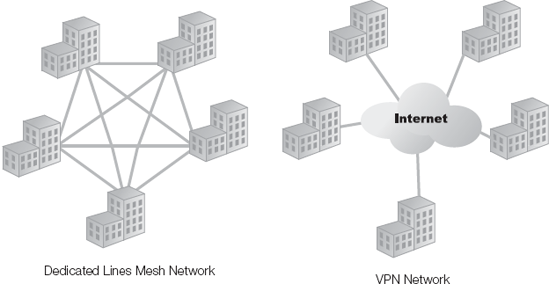 Internet
Dedicated Lines Mesh Network
VPN Network